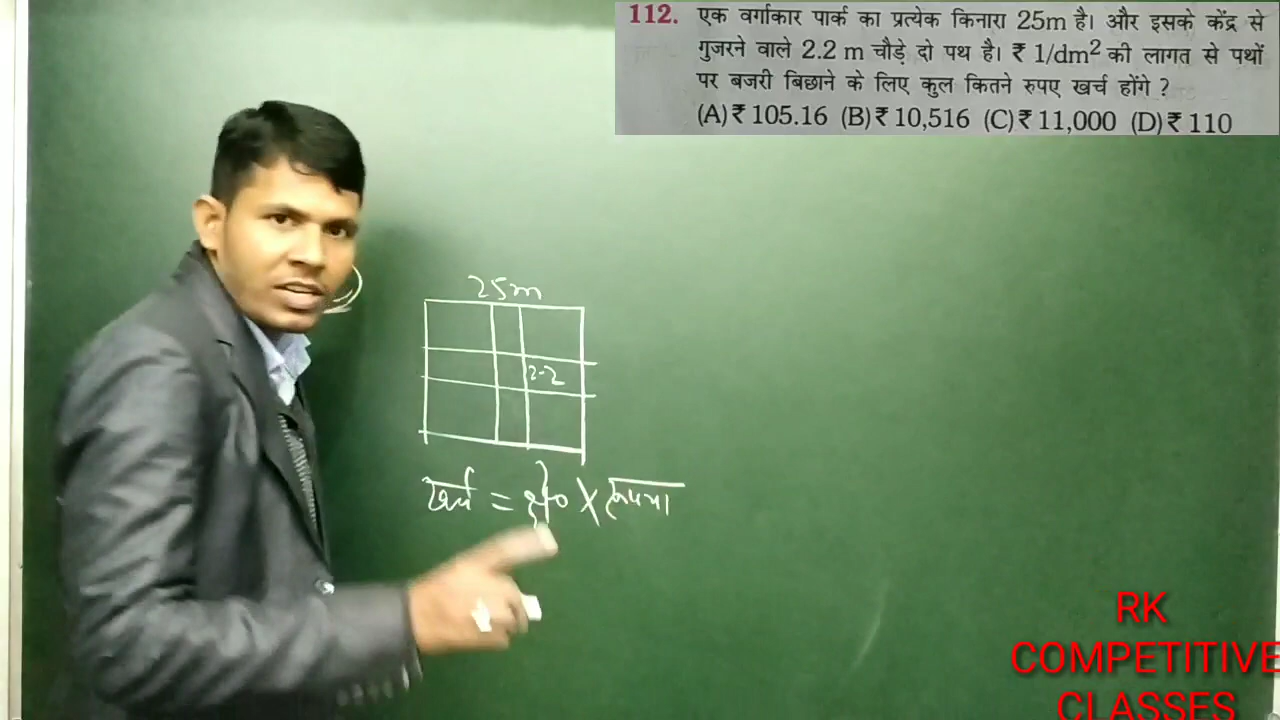 112. एक वर्गाकार पार्क का प्रत्येक किनारा 25m है। और इसके केंद्र से
गुजरने वाले 2.2 m चौड़े दो पथ है। ₹ 1/dm² की लागत से पथों
पर बजरी बिछाने के लिए कुल कितने रुपए खर्च होंगे ?
(A) ₹ 105.16 (B) ₹ 10,516 (C) ₹ 11,000 (D) ₹ 110
25m
2.2
खर्च = क्षे० × रूपया
RK
COMPETITIVE
CLASSES